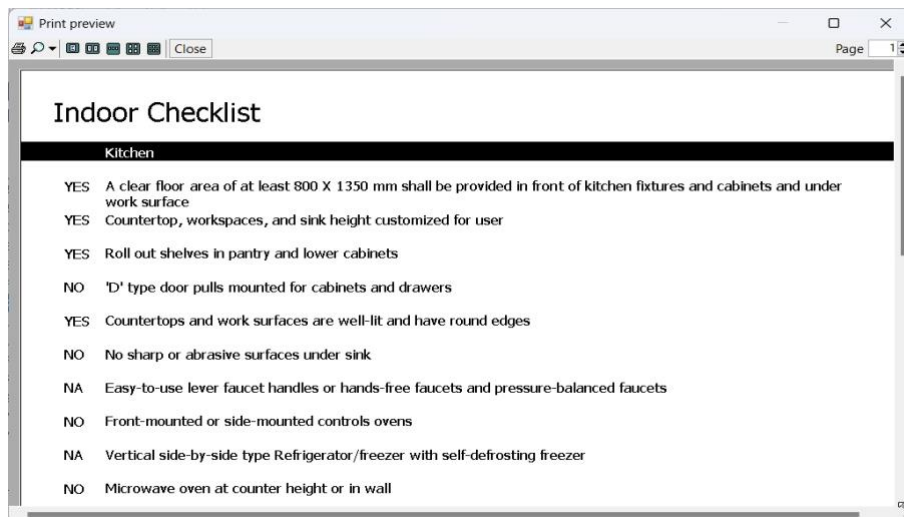 Print preview
Close
Page 1
Indoor Checklist
Kitchen
YES A clear floor area of at least 800 X 1350 mm shall be provided in front of kitchen fixtures and cabinets and under
work surface
YES Countertop, workspaces, and sink height customized for user
YES Roll out shelves in pantry and lower cabinets
NO 'D' type door pulls mounted for cabinets and drawers
YES Countertops and work surfaces are well-lit and have round edges
NO No sharp or abrasive surfaces under sink
NA Easy-to-use lever faucet handles or hands-free faucets and pressure-balanced faucets
NO Front-mounted or side-mounted controls ovens
NA Vertical side-by-side type Refrigerator/freezer with self-defrosting freezer
NO Microwave oven at counter height or in wall